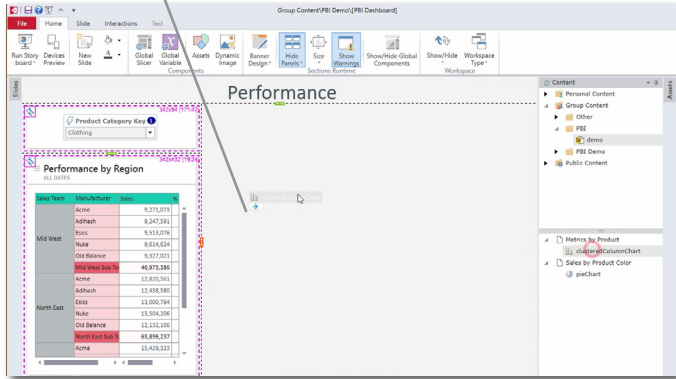 Group Content\PBI Demo\[PBI Dashboard]
File Home Slide Interactions Text
Run Story board
Devices Preview
New Slide
Global Slicer
Global Variable
Assets
Dynamic Image
Banner Design
Hide Panels
Size
Show Warnings
Show/Hide Global Components
Show/Hide
Workspace Type
Components
Sections Runtime
Workspace
Slides
Performance
Product Category Key
Clothing
Performance by Region
ALL DATES
Sales Team Manufacturer Sales %
Mid West
Acme 9,271,073
Adihash 9,247,591
Esics 9,513,076
Nuke 9,614,624
Old Balance 9,327,021
Mid West Sub To 46,973,386
North East
Acme 12,820,561
Adihash 12,438,580
Esics 13,000,784
Nuke 13,504,206
Old Balance 12,132,106
North East Sub T 63,896,237
Acme 15,429,323
Content
Personal Content
Group Content
Other
PBI
demo
PBI Demo
Public Content
Metrics by Product
clusteredColumnChart
Sales by Product Color
pieChart
Assets